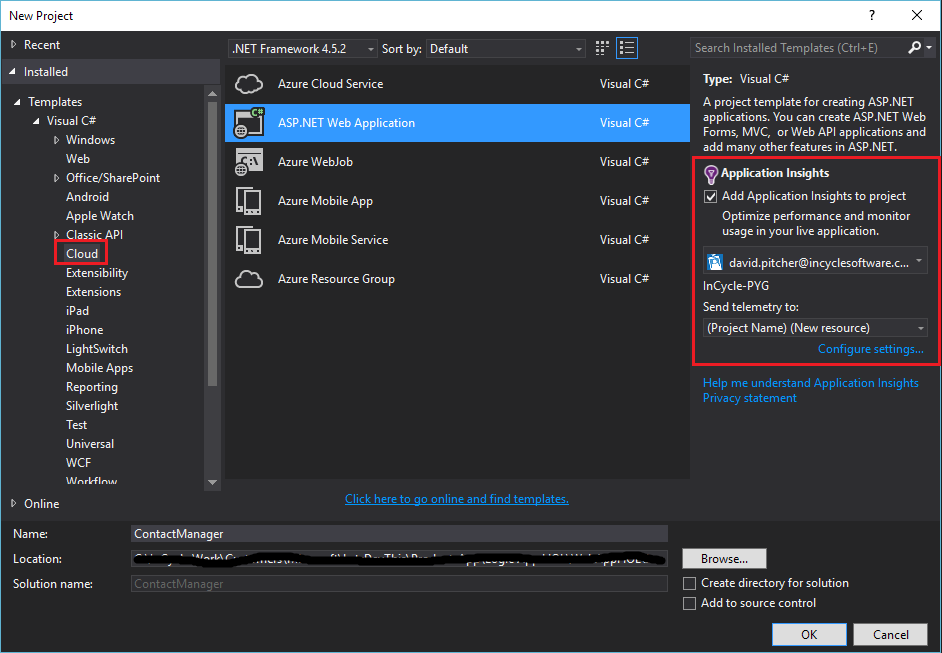 New Project
Recent
.NET Framework 4.5.2
Sort by:
Default
Search Installed Templates (Ctrl+E)
Installed
Templates
Visual C#
Windows
Web
Office/SharePoint
Android
Apple Watch
Classic API
Cloud
Extensibility
Extensions
iPad
iPhone
LightSwitch
Mobile Apps
Reporting
Silverlight
Test
Universal
WCF
Workflow
Online
Azure Cloud Service Visual C#
ASP.NET Web Application Visual C#
Azure WebJob Visual C#
Azure Mobile App Visual C#
Azure Mobile Service Visual C#
Azure Resource Group Visual C#
Click here to go online and find templates.
Type: Visual C#
A project template for creating ASP.NET
applications. You can create ASP.NET Web
Forms, MVC, or Web API applications and
add many other features in ASP.NET.
Application Insights
Add Application Insights to project
Optimize performance and monitor
usage in your live application.
david.pitcher@incyclesoftware.c...
InCycle-PYG
Send telemetry to:
(Project Name) (New resource)
Configure settings...
Help me understand Application Insights
Privacy statement
Name: ContactManager
Location:
Browse...
Solution name: ContactManager
Create directory for solution
Add to source control
OK
Cancel